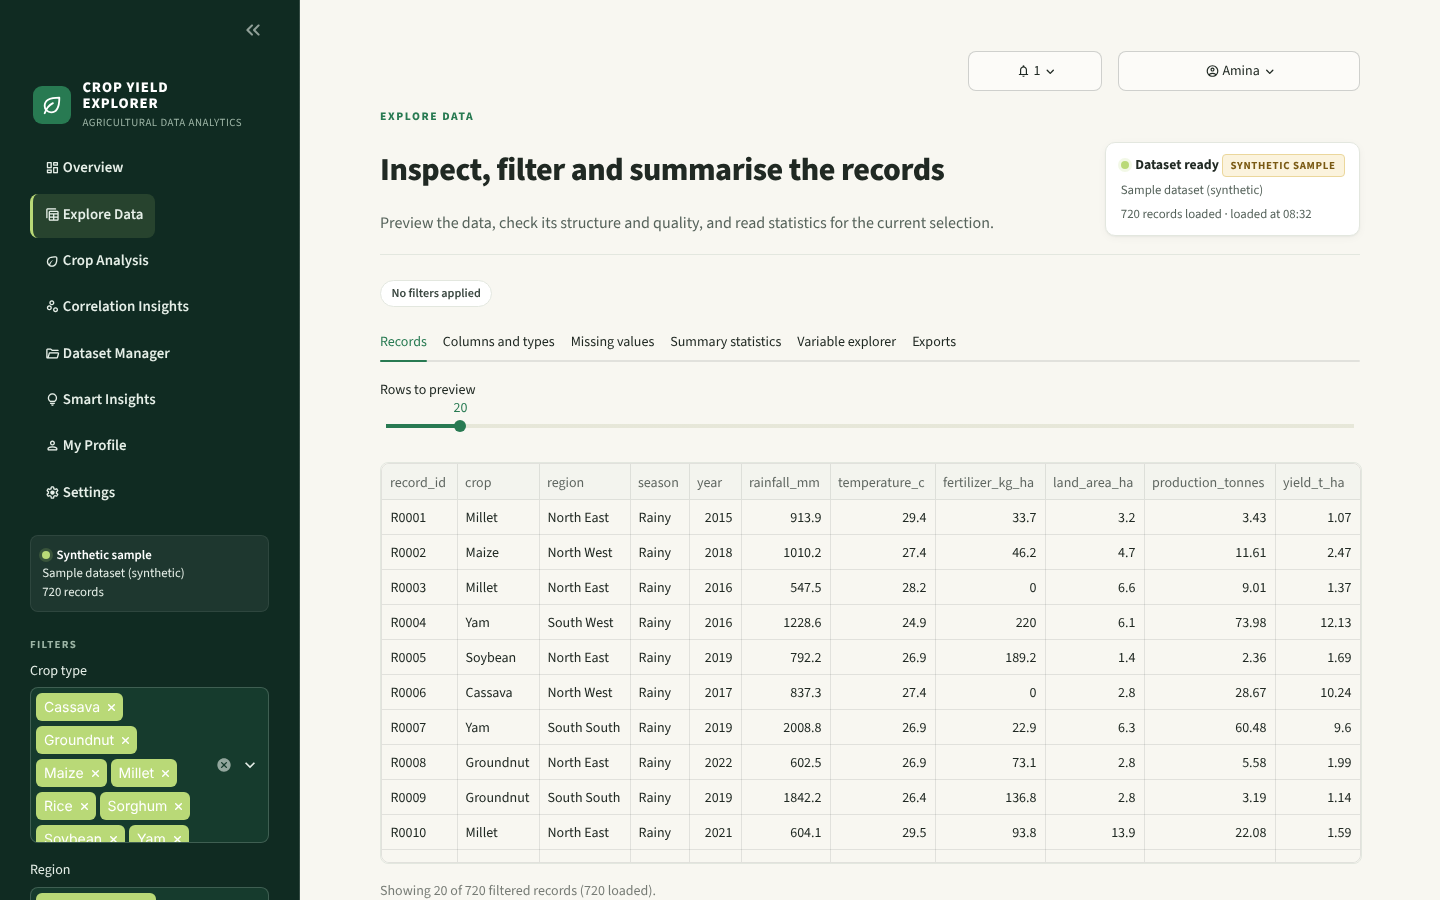 CROP YIELD
EXPLORER
AGRICULTURAL DATA ANALYTICS
Overview
Explore Data
Crop Analysis
Correlation Insights
Dataset Manager
Smart Insights
My Profile
Settings
Synthetic sample
Sample dataset (synthetic)
720 records
FILTERS
Crop type
Cassava ×
Groundnut ×
Maize × Millet ×
Rice × Sorghum ×
Soybean × Yam ×
Region
1 Amina
EXPLORE DATA
Inspect, filter and summarise the records
Preview the data, check its structure and quality, and read statistics for the current selection.
Dataset ready SYNTHETIC SAMPLE
Sample dataset (synthetic)
720 records loaded · loaded at 08:32
No filters applied
Records Columns and types Missing values Summary statistics Variable explorer Exports
Rows to preview
20
record_id crop region season year rainfall_mm temperature_c fertilizer_kg_ha land_area_ha production_tonnes yield_t_ha
R0001 Millet North East Rainy 2015 913.9 29.4 33.7 3.2 3.43 1.07
R0002 Maize North West Rainy 2018 1010.2 27.4 46.2 4.7 11.61 2.47
R0003 Millet North East Rainy 2016 547.5 28.2 0 6.6 9.01 1.37
R0004 Yam South West Rainy 2016 1228.6 24.9 220 6.1 73.98 12.13
R0005 Soybean North East Rainy 2019 792.2 26.9 189.2 1.4 2.36 1.69
R0006 Cassava North West Rainy 2017 837.3 27.4 0 2.8 28.67 10.24
R0007 Yam South South Rainy 2019 2008.8 26.9 22.9 6.3 60.48 9.6
R0008 Groundnut North East Rainy 2022 602.5 26.9 73.1 2.8 5.58 1.99
R0009 Groundnut South South Rainy 2019 1842.2 26.4 136.8 2.8 3.19 1.14
R0010 Millet North East Rainy 2021 604.1 29.5 93.8 13.9 22.08 1.59
Showing 20 of 720 filtered records (720 loaded).